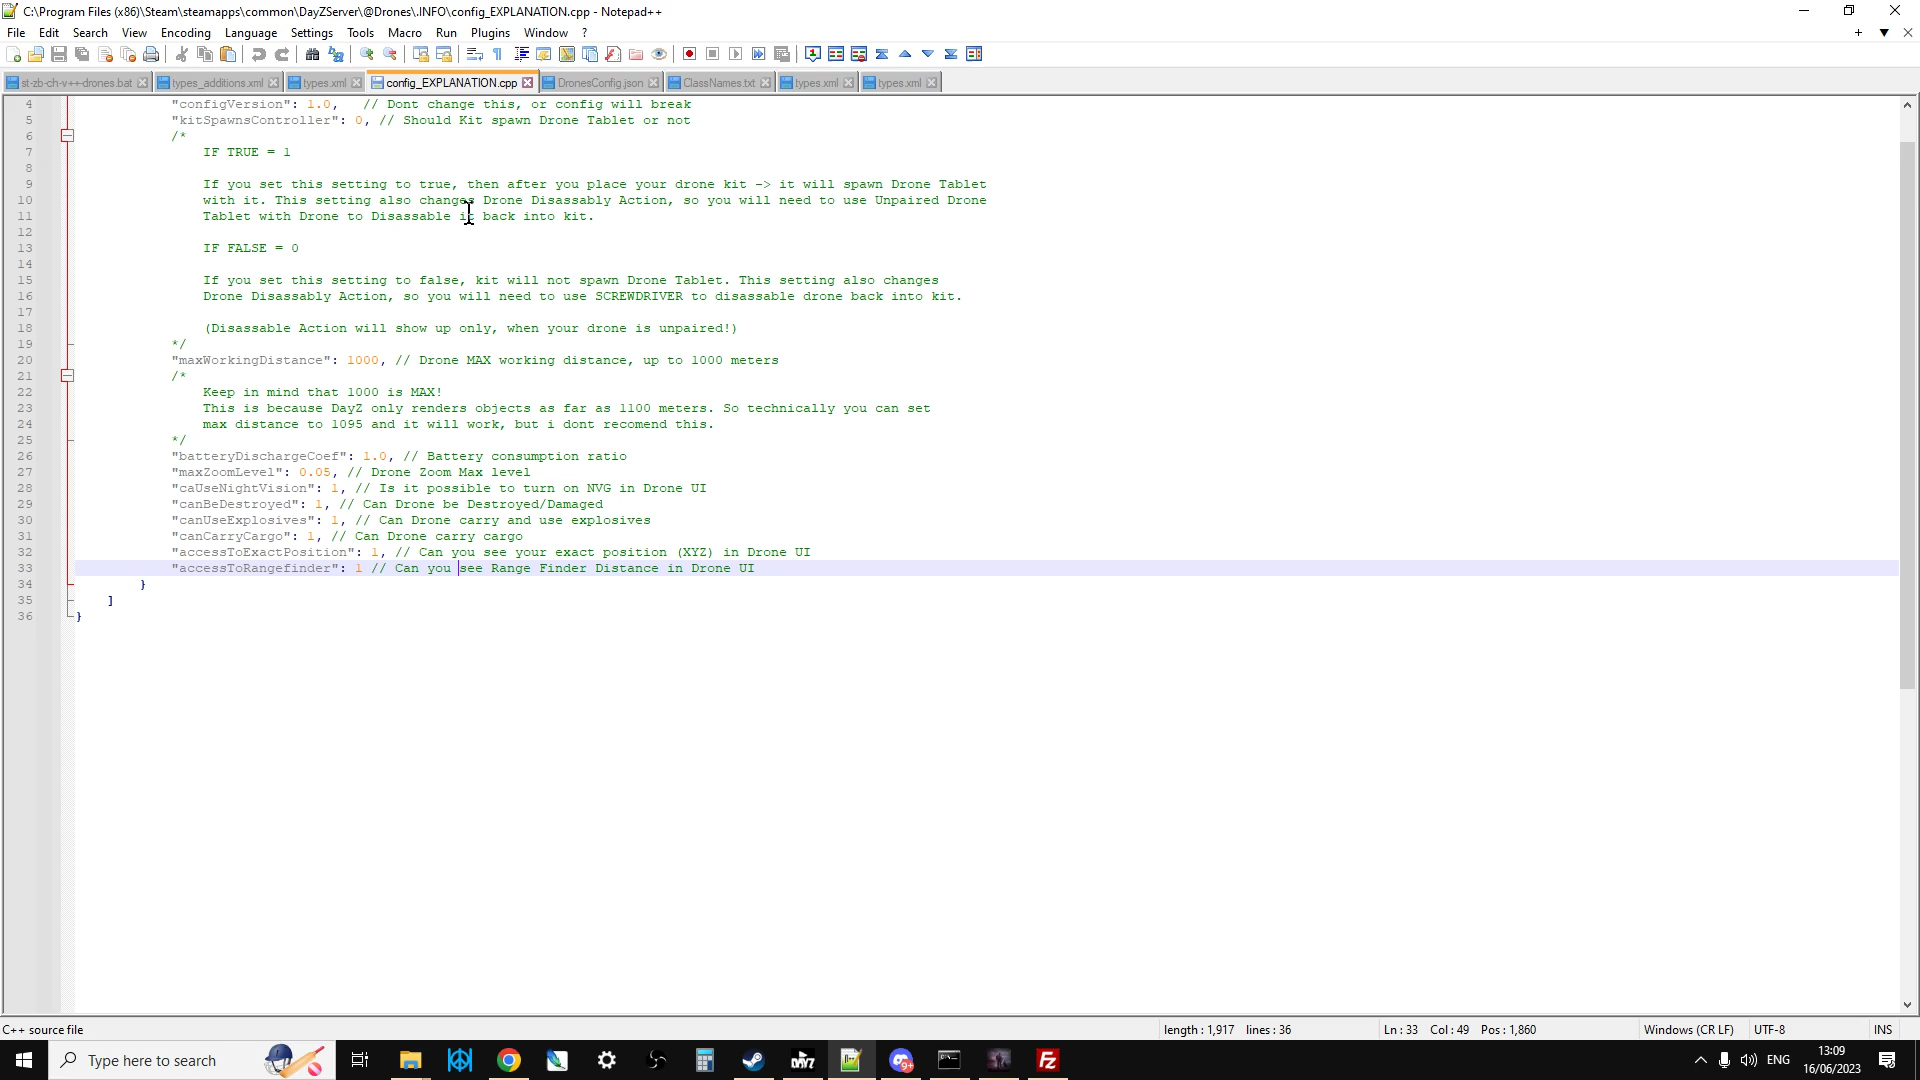 C:\Program Files (x86)\Steam\steamapps\common\DayZServer\@Drones\.INFO\config_EXPLANATION.cpp - Notepad++
File Edit Search View Encoding Language Settings Tools Macro Run Plugins Window ?
st-zb-ch-v++-drones.bat types_additions.xml types.xml config_EXPLANATION.cpp DronesConfig.json ClassNames.txt types.xml types.xml
4 "configVersion": 1.0, // Dont change this, or config will break
5 "kitSpawnsController": 0, // Should Kit spawn Drone Tablet or not
6 /*
7 IF TRUE = 1
8
9 If you set this setting to true, then after you place your drone kit -> it will spawn Drone Tablet
10 with it. This setting also changes Drone Disassably Action, so you will need to use Unpaired Drone
11 Tablet with Drone to Disassable it back into kit.
12
13 IF FALSE = 0
14
15 If you set this setting to false, kit will not spawn Drone Tablet. This setting also changes
16 Drone Disassably Action, so you will need to use SCREWDRIVER to disassable drone back into kit.
17
18 (Disassable Action will show up only, when your drone is unpaired!)
19 */
20 "maxWorkingDistance": 1000, // Drone MAX working distance, up to 1000 meters
21 /*
22 Keep in mind that 1000 is MAX!
23 This is because DayZ only renders objects as far as 1100 meters. So technically you can set
24 max distance to 1095 and it will work, but i dont recomend this.
25 */
26 "batteryDischargeCoef": 1.0, // Battery consumption ratio
27 "maxZoomLevel": 0.05, // Drone Zoom Max level
28 "caUseNightVision": 1, // Is it possible to turn on NVG in Drone UI
29 "canBeDestroyed": 1, // Can Drone be Destroyed/Damaged
30 "canUseExplosives": 1, // Can Drone carry and use explosives
31 "canCarryCargo": 1, // Can Drone carry cargo
32 "accessToExactPosition": 1, // Can you see your exact position (XYZ) in Drone UI
33 "accessToRangefinder": 1 // Can you see Range Finder Distance in Drone UI
34 }
35 ]
36 }
C++ source file length : 1,917 lines : 36 Ln : 33 Col : 49 Pos : 1,860 Windows (CR LF) UTF-8 INS
Type here to search ENG 13:09
16/06/2023